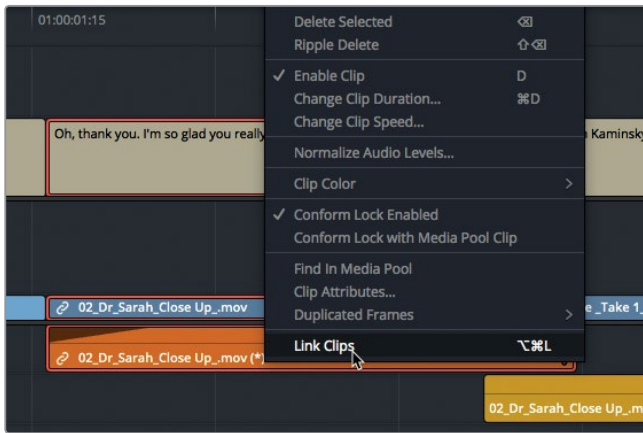 01:00:01:15
Delete Selected ⌫
Ripple Delete ⇧⌫
✓ Enable Clip D
Change Clip Duration... ⌘D
Change Clip Speed...
Oh, thank you. I'm so glad you really
Kaminsky
Normalize Audio Levels...
Clip Color >
✓ Conform Lock Enabled
Conform Lock with Media Pool Clip
Find In Media Pool
Clip Attributes...
Duplicated Frames >
02_Dr_Sarah_Close Up_.mov
_Take 1_
Link Clips ⌥⌘L
02_Dr_Sarah_Close Up_.mov (*)
02_Dr_Sarah_Close Up_.m